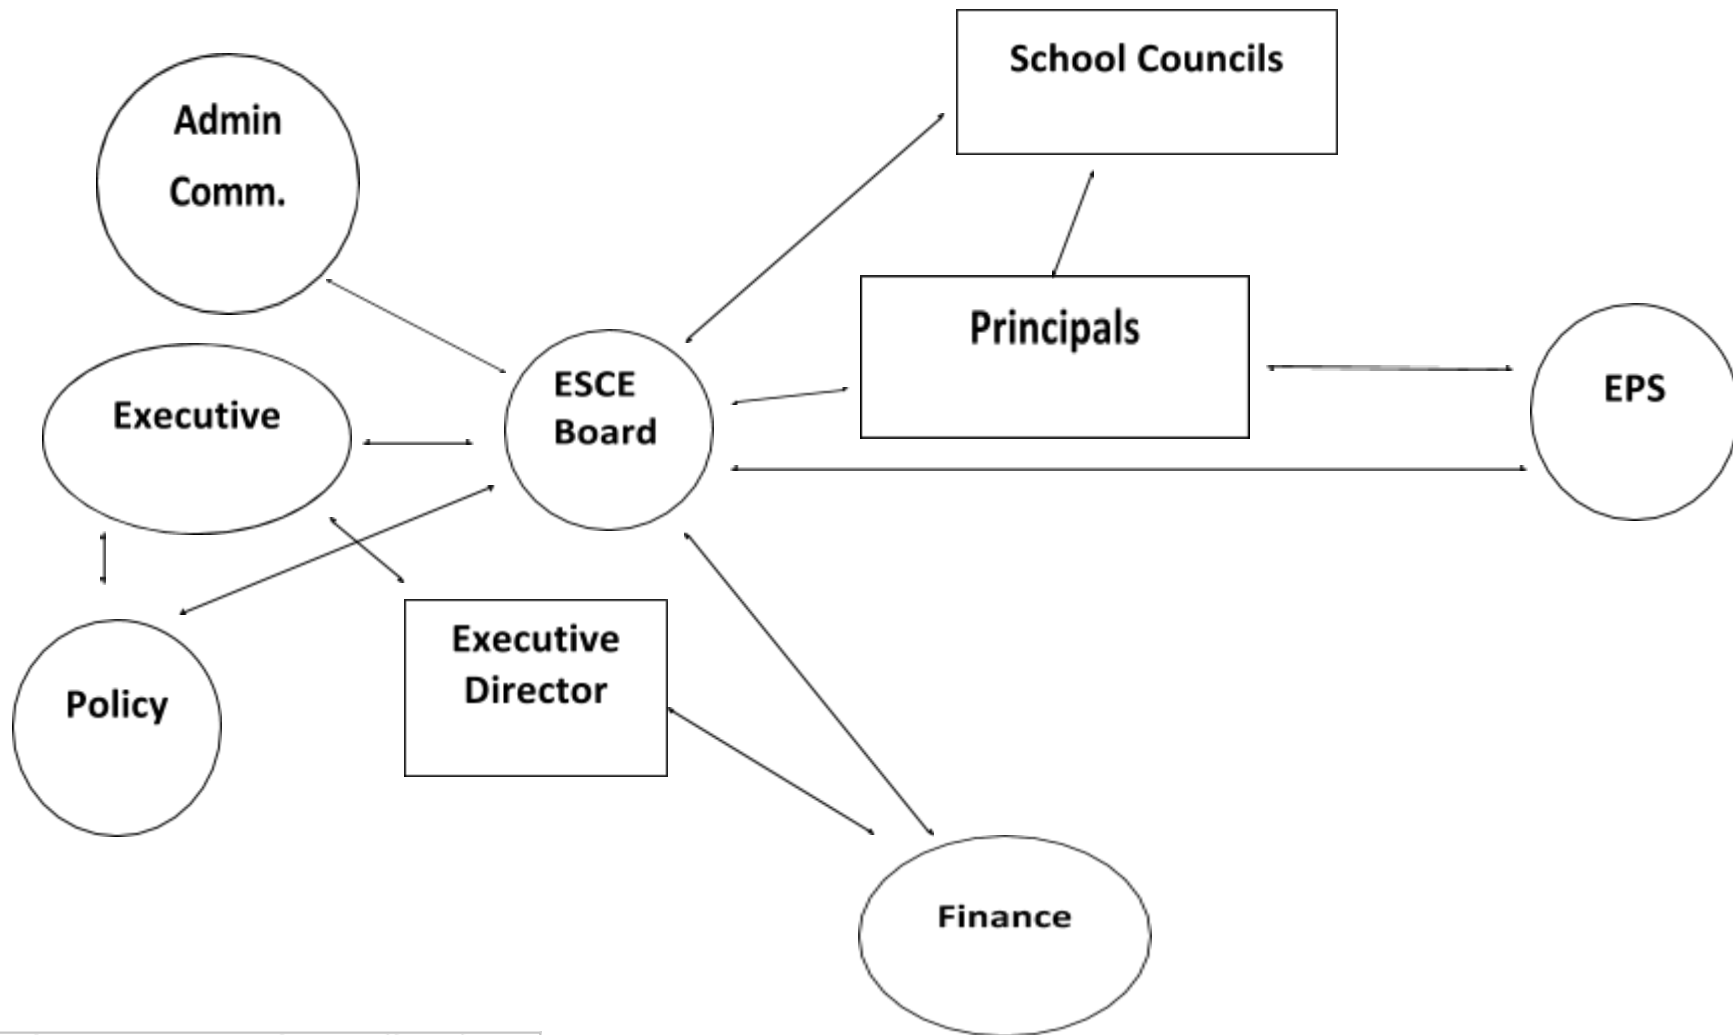 School Councils
Admin
Comm.
Principals
ESCE
Board
EPS
Executive
Executive
Director
Policy
Finance